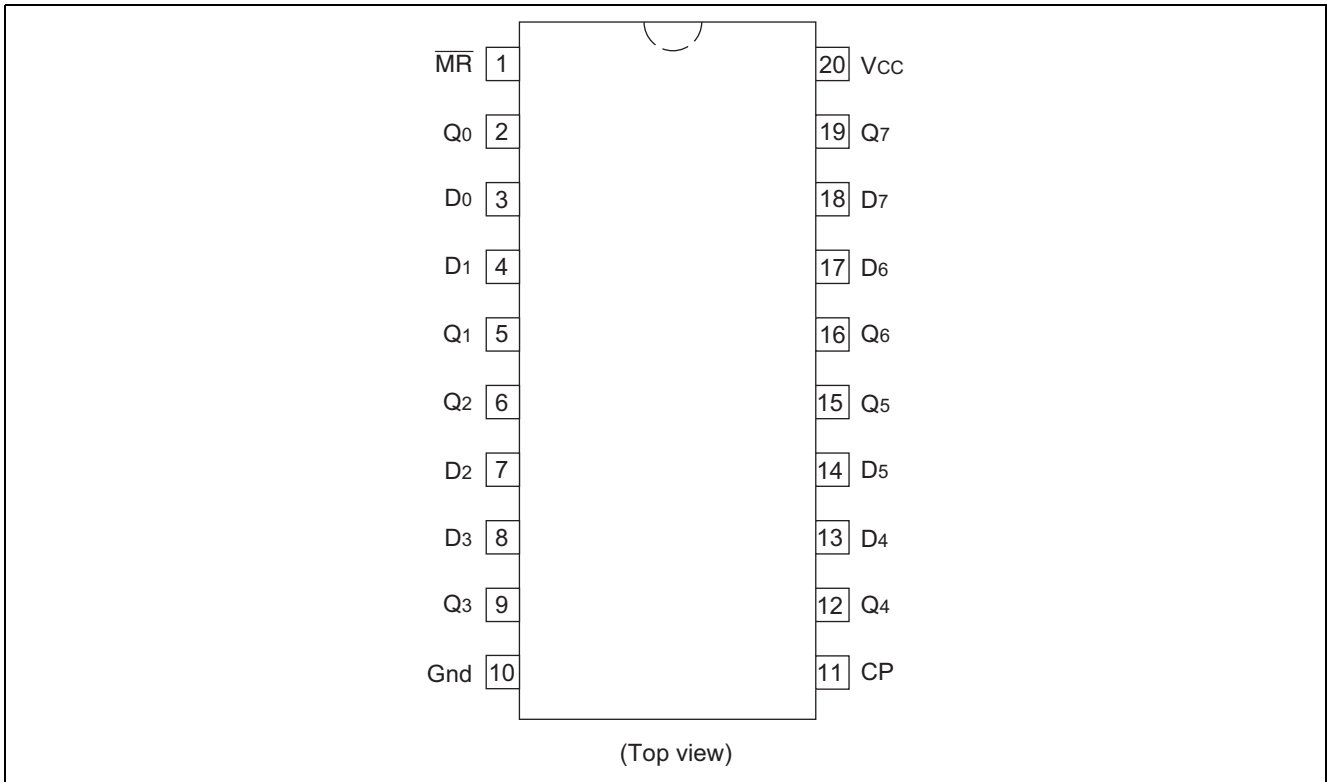 M̅R̅ 1 20 VCC
Q0 2 19 Q7
D0 3 18 D7
D1 4 17 D6
Q1 5 16 Q6
Q2 6 15 Q5
D2 7 14 D5
D3 8 13 D4
Q3 9 12 Q4
Gnd 10 11 CP
(Top view)